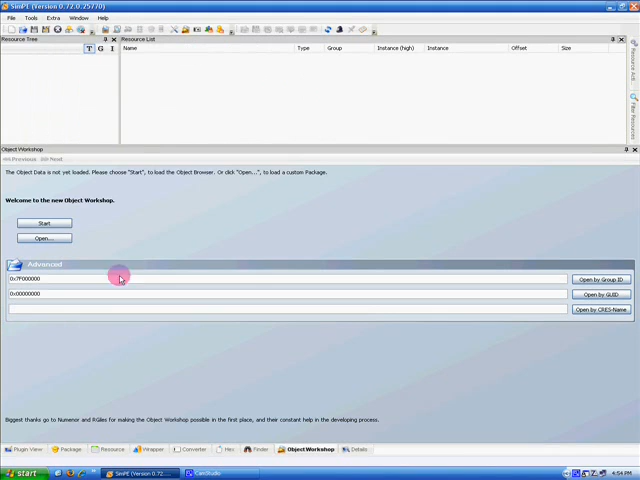 SimPE (Version 0.72.0.25770)
File Tools Extra Window Help
Resource Tree
T G I
Resource List
Name Type Group Instance (high) Instance Offset Size
Resource Acti...
Filter Resources
Object Workshop
<< Previous >> Next
The Object Data is not yet loaded. Please choose "Start", to load the Object Browser. Or click "Open...", to load a custom Package.
Welcome to the new Object Workshop.
Start
Open...
Advanced
0x7F000000 Open by Group ID
0x00000000 Open by GUID
Open by CRES-Name
Biggest thanks go to Numenor and RGiles for making the Object Workshop possible in the first place, and their constant help in the developing process.
Plugin View Package Resource Wrapper Converter Hex Finder Object Workshop Details
start SimPE (Version 0.72.... CamStudio 4:54 PM